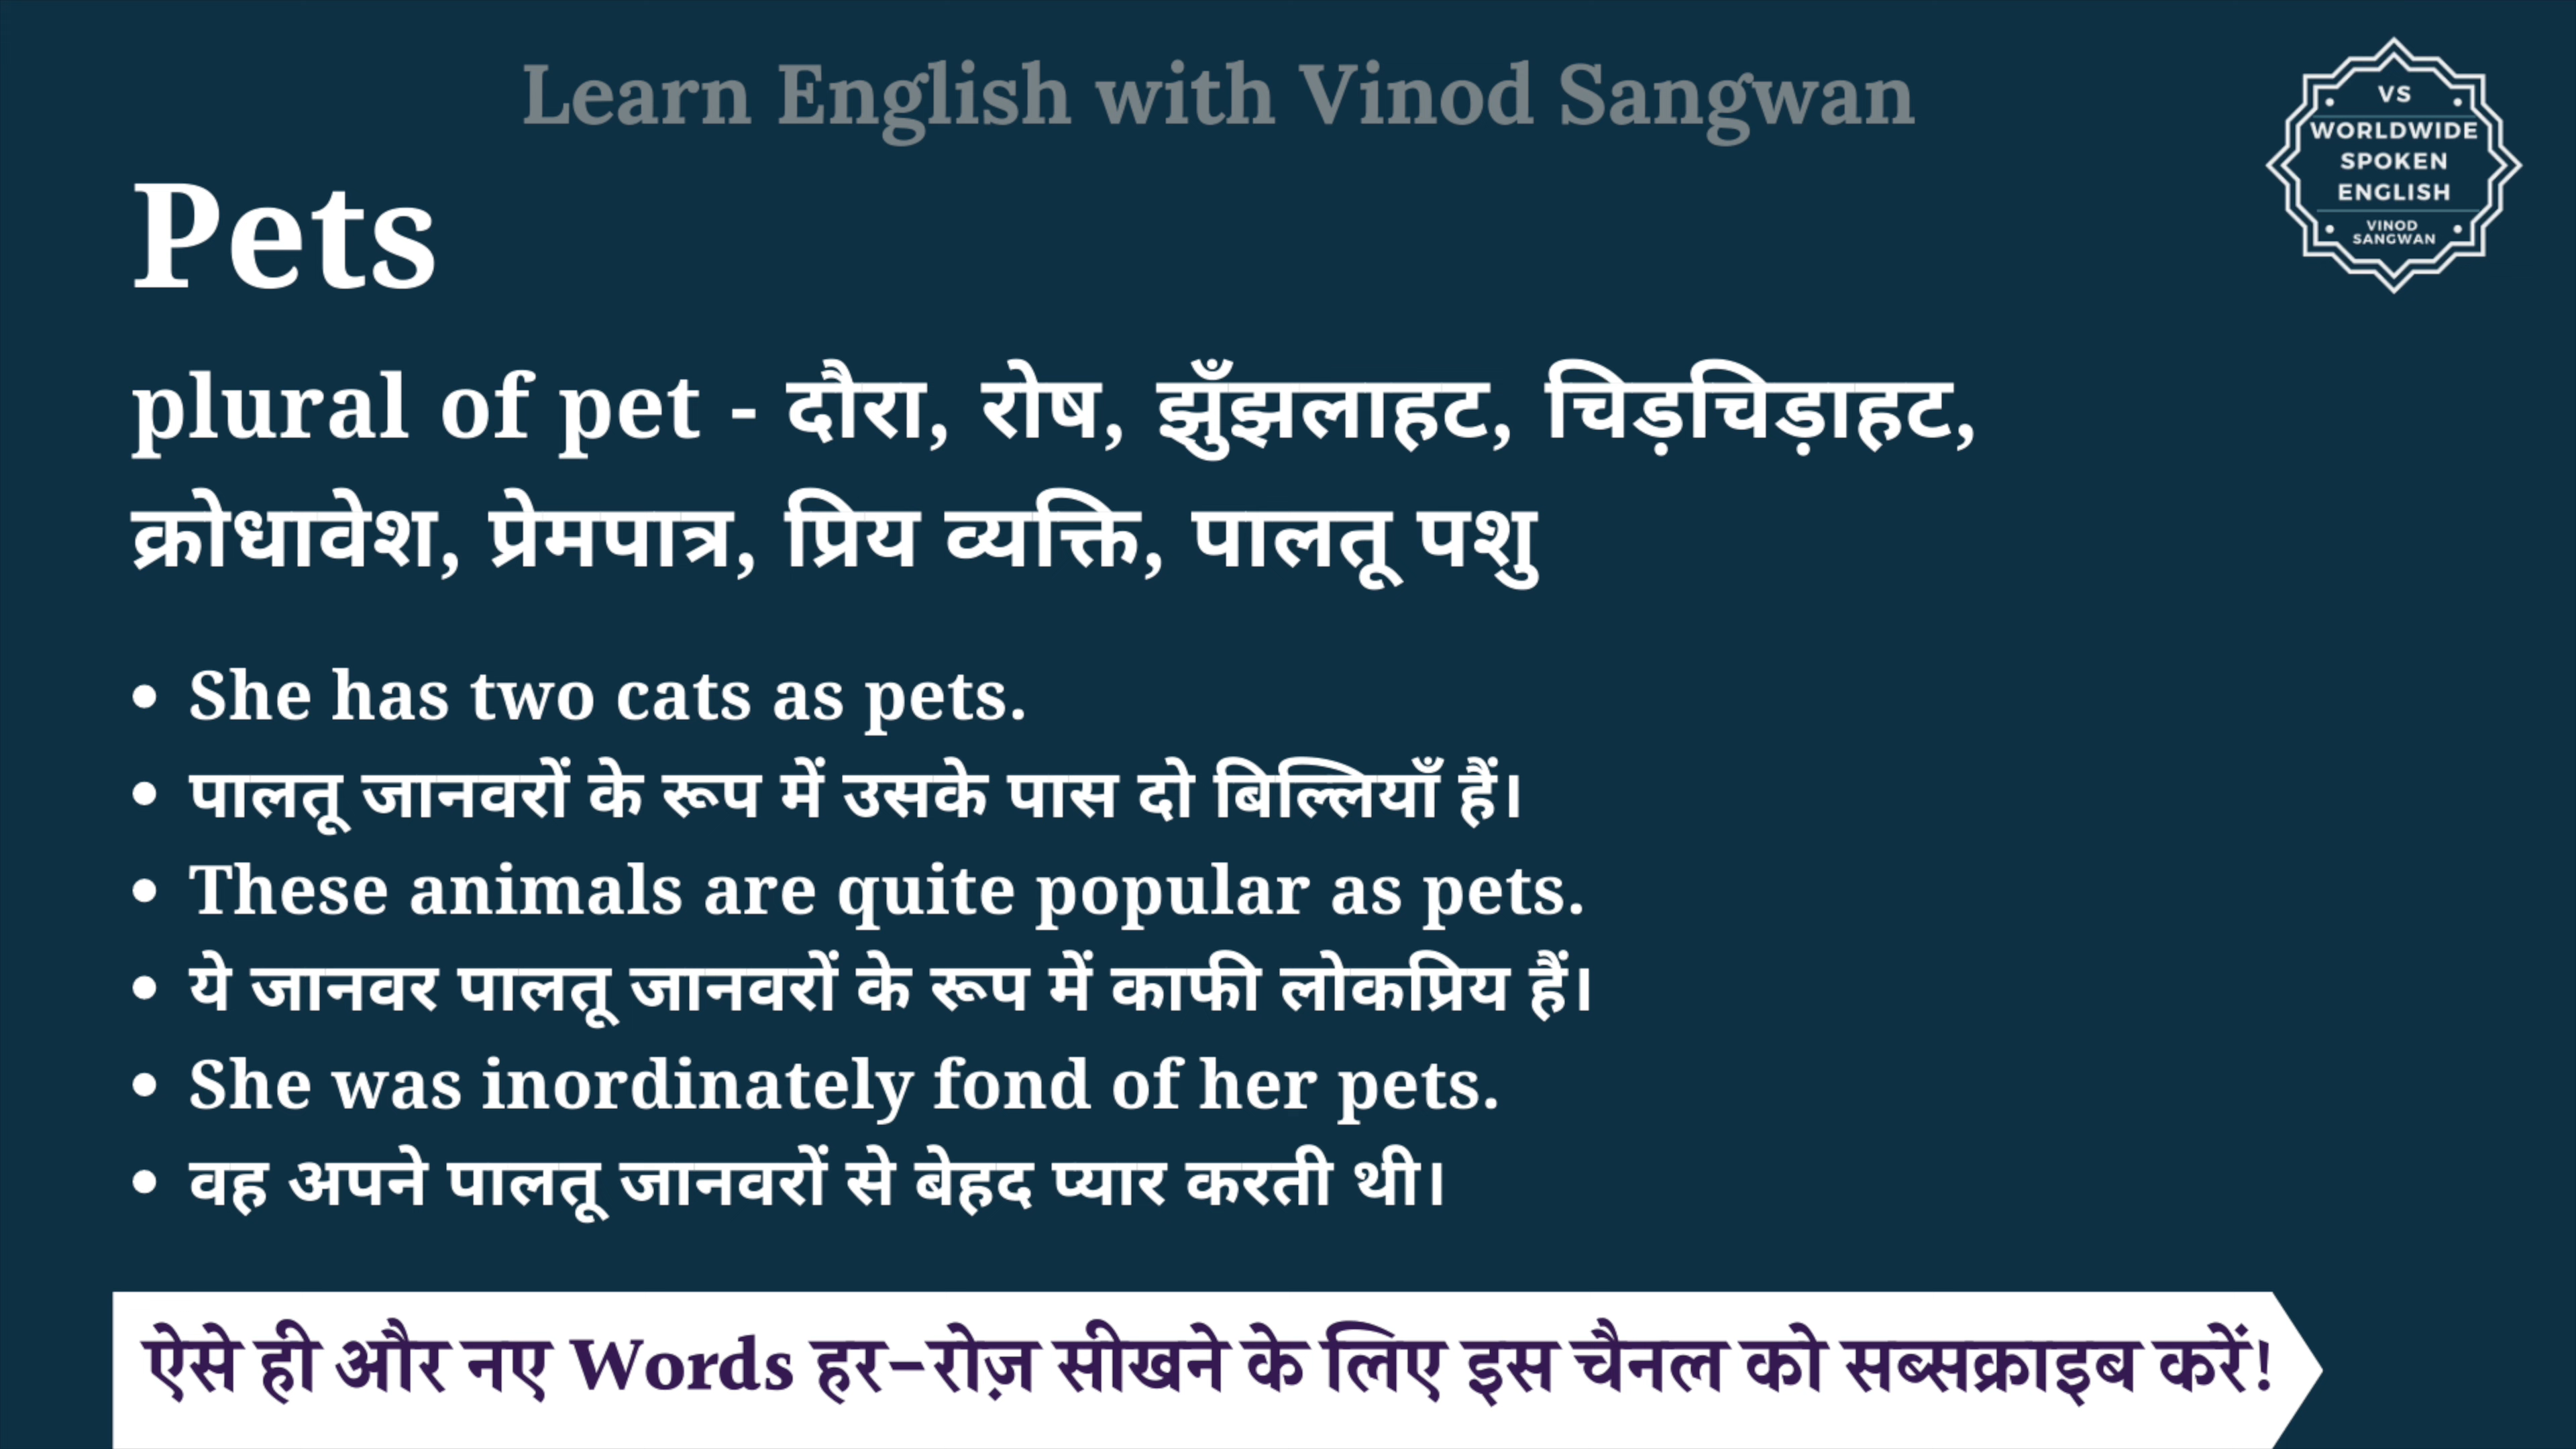 Learn English with Vinod Sangwan
VS
WORLDWIDE
SPOKEN
ENGLISH
VINOD
SANGWAN
Pets
plural of pet - दौरा, रोष, झुँझलाहट, चिड़चिड़ाहट,
क्रोधावेश, प्रेमपात्र, प्रिय व्यक्ति, पालतू पशु
• She has two cats as pets.
• पालतू जानवरों के रूप में उसके पास दो बिल्लियाँ हैं।
• These animals are quite popular as pets.
• ये जानवर पालतू जानवरों के रूप में काफी लोकप्रिय हैं।
• She was inordinately fond of her pets.
• वह अपने पालतू जानवरों से बेहद प्यार करती थी।
ऐसे ही और नए Words हर-रोज़ सीखने के लिए इस चैनल को सब्सक्राइब करें!